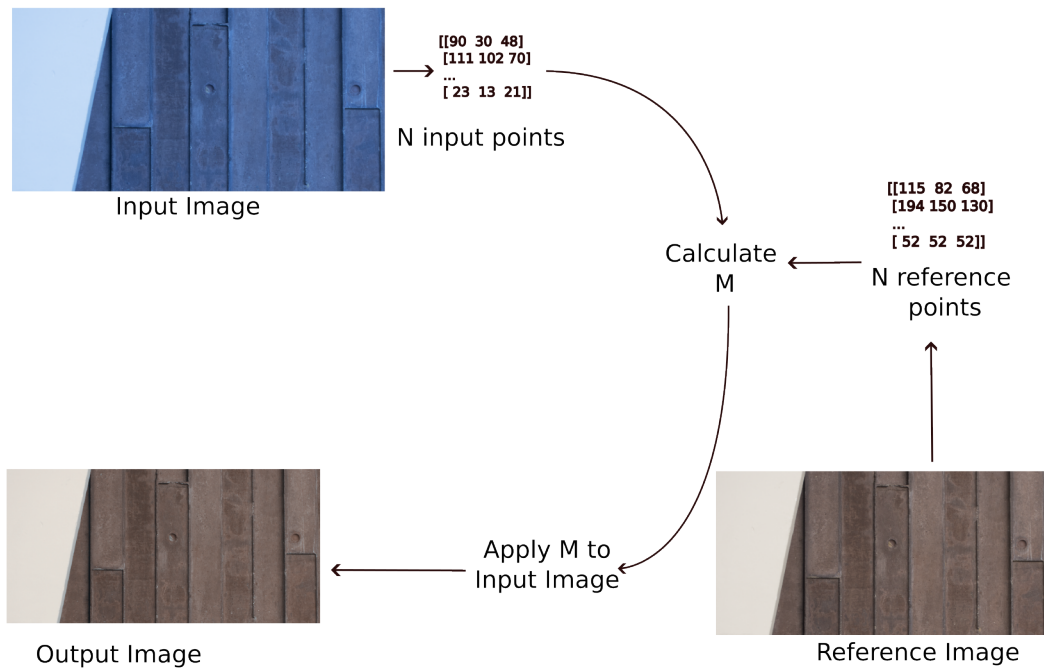 [[90 30 48]
[111 102 70]
...
[ 23 13 21]]
N input points
Input Image
[[115 82 68]
[194 150 130]
...
[ 52 52 52]]
N reference
points
Calculate
M
Apply M to
Input Image
Output Image
Reference Image